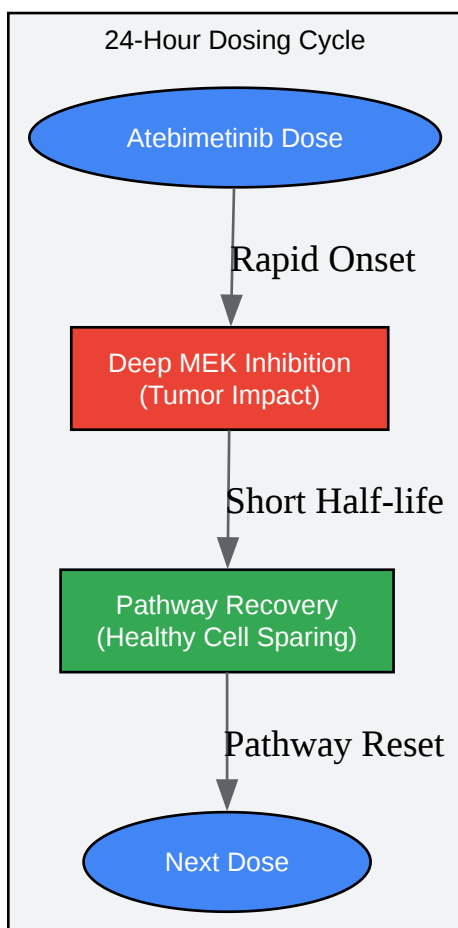 24-Hour Dosing Cycle
Atebimetinib Dose
Rapid Onset
Deep MEK Inhibition
(Tumor Impact)
Short Half-life
Pathway Recovery
(Healthy Cell Sparing)
Pathway Reset
Next Dose